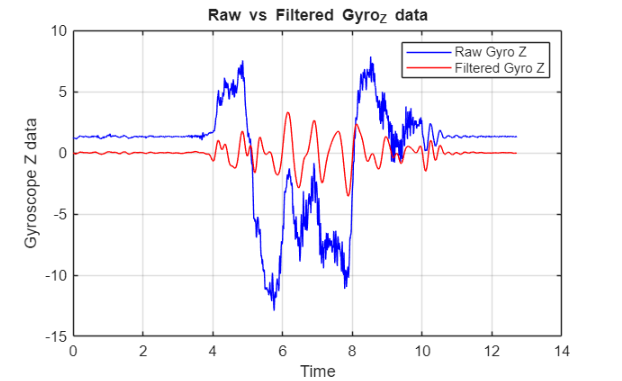 Raw vs Filtered GyroZ data
10
5
0
-5
-10
-15
Gyroscope Z data
Raw Gyro Z
Filtered Gyro Z
0 2 4 6 8 10 12 14
Time